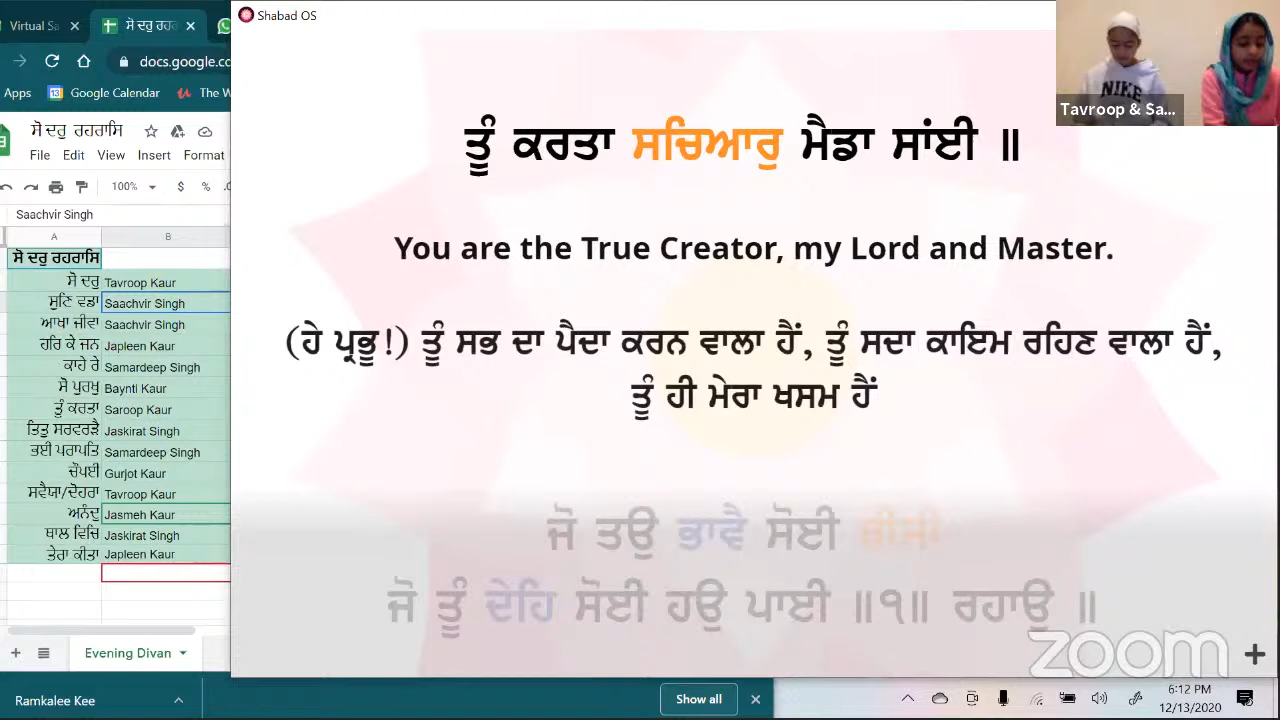 Virtual Sa
ਸੋ ਦਰੁ ਰਹਰ
Shabad OS
docs.google.co
Apps
Google Calendar
The W
ਸੋ ਦਰੁ ਰਹਰਾਸਿ
File Edit View Insert Format
100% $ % .0
Saachvir Singh
A B
ਸੋ ਦਰੁ ਰਹਰਾਸਿ
ਸੋ ਦਰੁ Tavroop Kaur
ਸੁਣਿ ਵਡਾ Saachvir Singh
ਆਖਾ ਜੀਵਾ Saachvir Singh
ਹਰਿ ਕੇ ਜਨ Japleen Kaur
ਕਾਹੇ ਰੇ Samardeep Singh
ਸੋ ਪੁਰਖੁ Baynti Kaur
ਤੂੰ ਕਰਤਾ Saroop Kaur
ਤਿਤੁ ਸਰਵਰੜੈ Jaskirat Singh
ਭਈ ਪਰਾਪਤਿ Samardeep Singh
ਚੌਪਈ Gurjot Kaur
ਸਵੈਯਾ/ਦੋਹਰਾ Tavroop Kaur
ਅਨੰਦੁ Jasmeh Kaur
ਥਾਲ ਵਿਚਿ Jaskirat Singh
ਤੇਰਾ ਕੀਤਾ Japleen Kaur
Evening Divan
Ramkalee Kee
ਤੂੰ ਕਰਤਾ ਸਚਿਆਰੁ ਮੈਡਾ ਸਾਂਈ ॥
You are the True Creator, my Lord and Master.
(ਹੇ ਪ੍ਰਭੂ!) ਤੂੰ ਸਭ ਦਾ ਪੈਦਾ ਕਰਨ ਵਾਲਾ ਹੈਂ, ਤੂੰ ਸਦਾ ਕਾਇਮ ਰਹਿਣ ਵਾਲਾ ਹੈਂ,
ਤੂੰ ਹੀ ਮੇਰਾ ਖਸਮ ਹੈਂ
ਜੋ ਤਉ ਭਾਵੈ ਸੋਈ ਥੀਸੀ
ਜੋ ਤੂੰ ਦੇਹਿ ਸੋਈ ਹਉ ਪਾਈ ॥੧॥ ਰਹਾਉ ॥
NIKE
Tavroop & Sa...
zoom
Show all
6:12 PM
12/13/2020